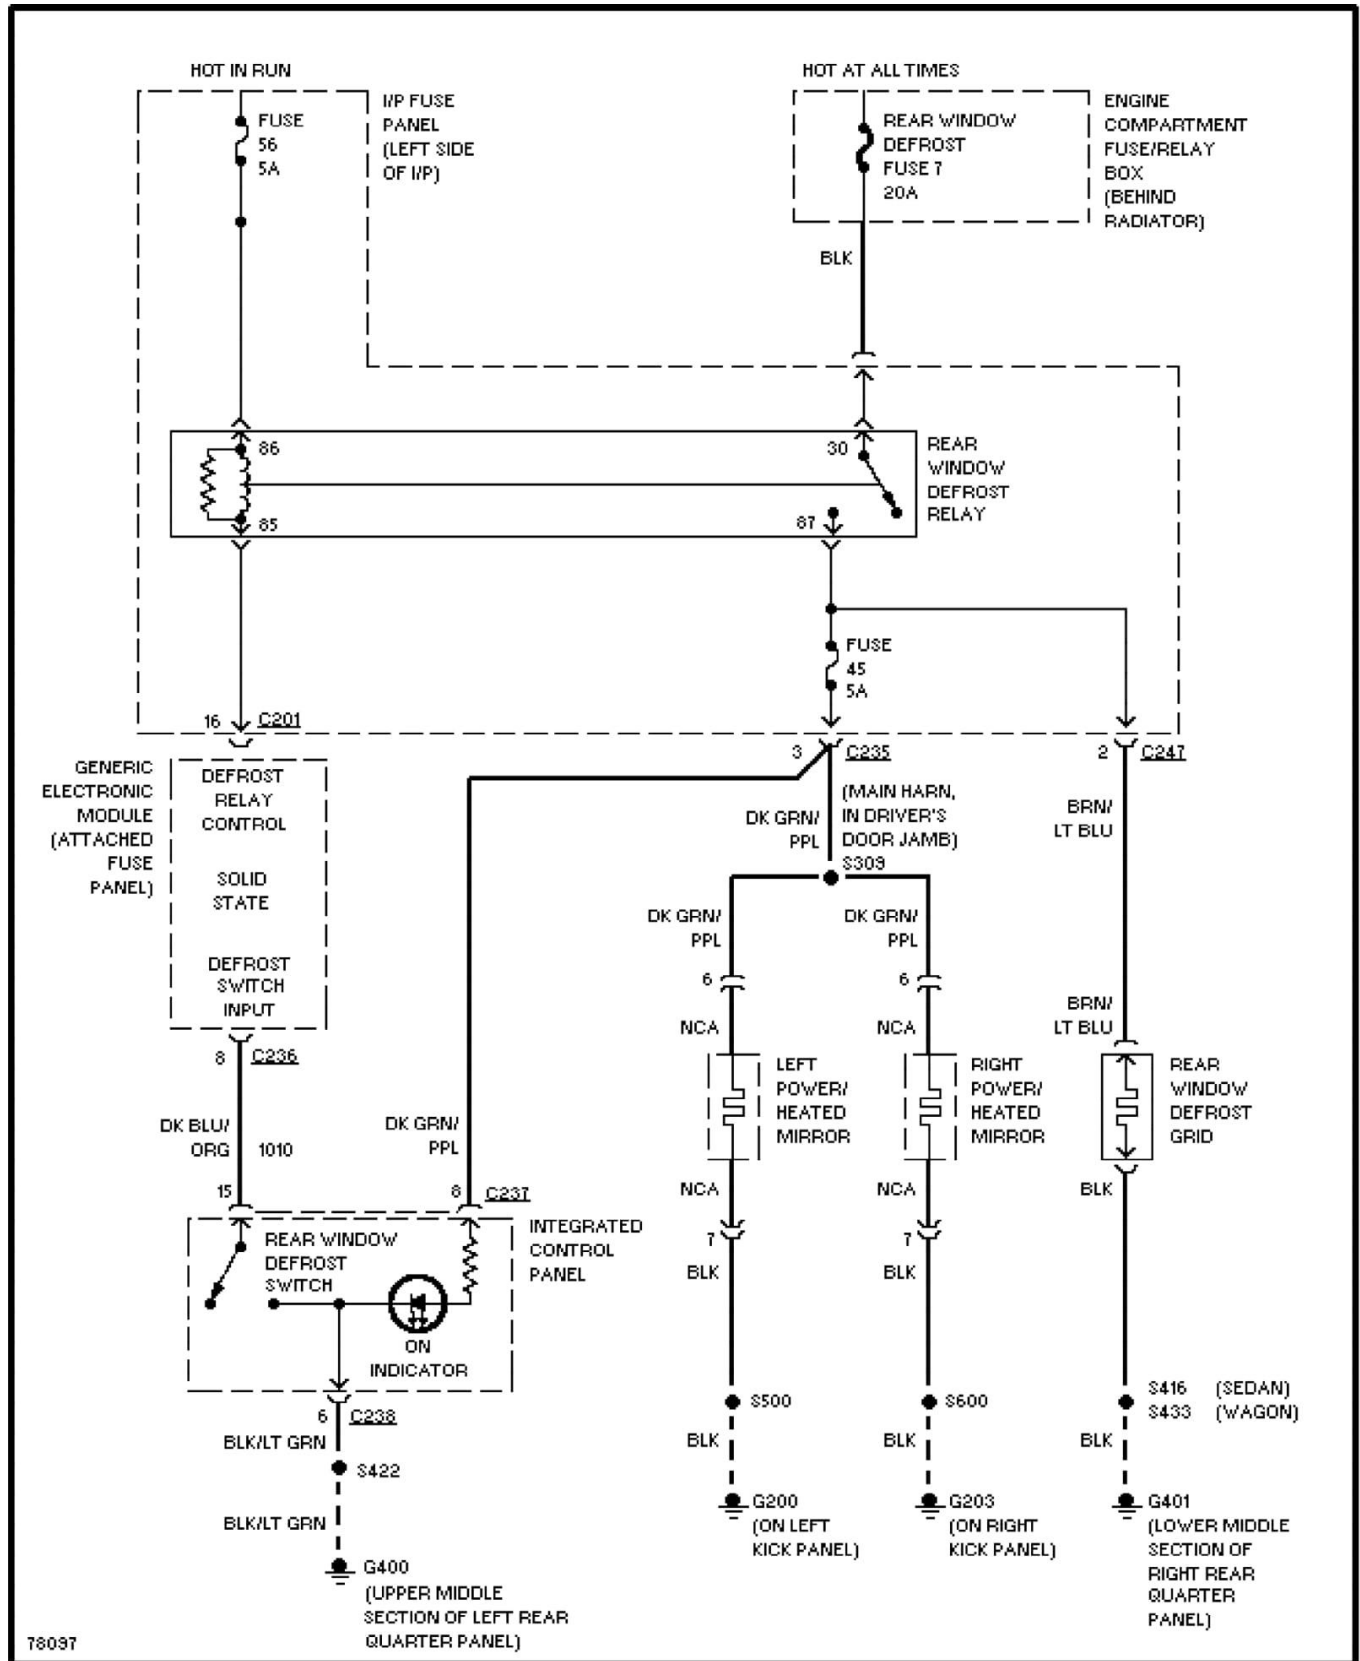 HOT IN RUN
HOT AT ALL TIMES
FUSE
56
5A
I/P FUSE
PANEL
(LEFT SIDE
OF I/P)
REAR WINDOW
DEFROST
FUSE 7
20A
ENGINE
COMPARTMENT
FUSE/RELAY
BOX
(BEHIND
RADIATOR)
BLK
86
30
85
87
REAR
WINDOW
DEFROST
RELAY
FUSE
45
5A
16 C201
3 C235
2 C247
GENERIC
ELECTRONIC
MODULE
(ATTACHED
FUSE
PANEL)
DEFROST
RELAY
CONTROL
SOLID
STATE
DEFROST
SWITCH
INPUT
(MAIN HARN,
IN DRIVER'S
DOOR JAMB)
DK GRN/
PPL
S309
BRN/
LT BLU
DK GRN/
PPL
DK GRN/
PPL
6
6
NCA
NCA
BRN/
LT BLU
8 C236
DK BLU/
ORG
1010
DK GRN/
PPL
LEFT
POWER/
HEATED
MIRROR
RIGHT
POWER/
HEATED
MIRROR
REAR
WINDOW
DEFROST
GRID
15
8 C237
NCA
NCA
BLK
REAR WINDOW
DEFROST
SWITCH
INTEGRATED
CONTROL
PANEL
7
7
BLK
BLK
ON
INDICATOR
6 C238
BLK/LT GRN
S422
BLK/LT GRN
G400
(UPPER MIDDLE
SECTION OF LEFT REAR
QUARTER PANEL)
S500
S600
S416 (SEDAN)
S433 (WAGON)
BLK
BLK
BLK
G200
(ON LEFT
KICK PANEL)
G203
(ON RIGHT
KICK PANEL)
G401
(LOWER MIDDLE
SECTION OF
RIGHT REAR
QUARTER
PANEL)
78097